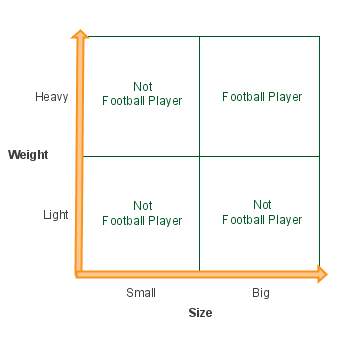 Not
Football Player
Heavy
Football Player
Weight
Not
Football Player
Not
Football Player
Light
Small
Big
Size